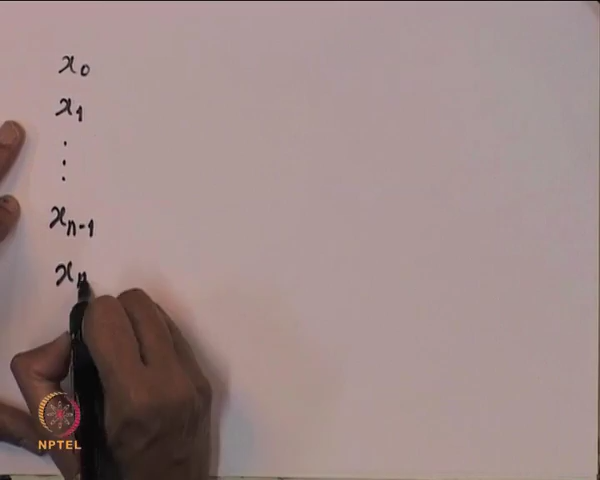 x₀
x₁
⋮
xₙ₋₁
xₙ
NPTEL